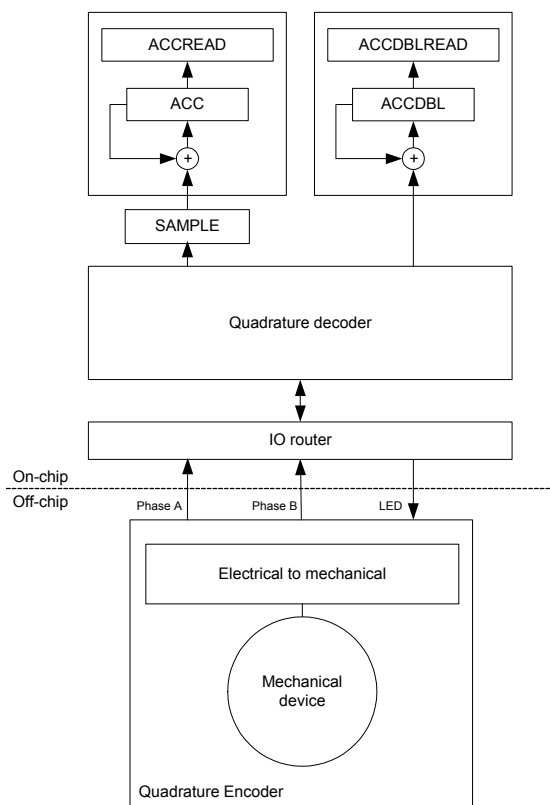 ACCREAD
ACCDBLREAD
ACC
ACCDBL
+
+
SAMPLE
Quadrature decoder
IO router
On-chip
Off-chip
Phase A
Phase B
LED
Electrical to mechanical
Mechanical
device
Quadrature Encoder